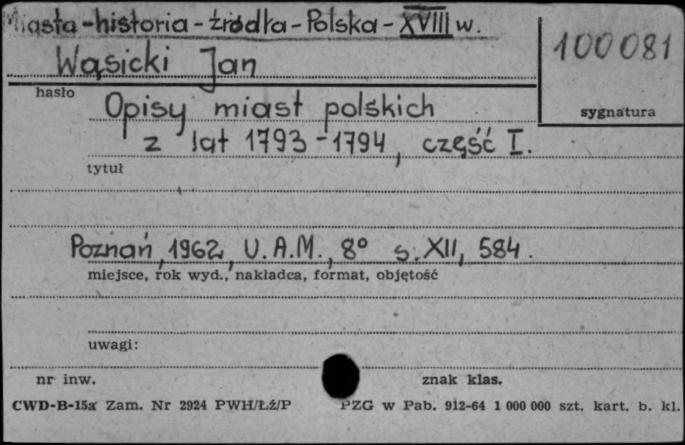 Miasta-historia-źródła-Polska-XVIII w.
Wąsicki Jan
100081
hasło
sygnatura
Opisy miast polskich
z lat 1793-1794, część I.
tytuł
Poznań, 1962, U.A.M., 8° s. XII, 584.
miejsce, rok wyd., nakładca, format, objętość
uwagi:
nr inw.
znak klas.
CWD-B-15a Zam. Nr 2924 PWH/Łź/P PZG w Pab. 912-64 1 000 000 szt. kart. b. kl.